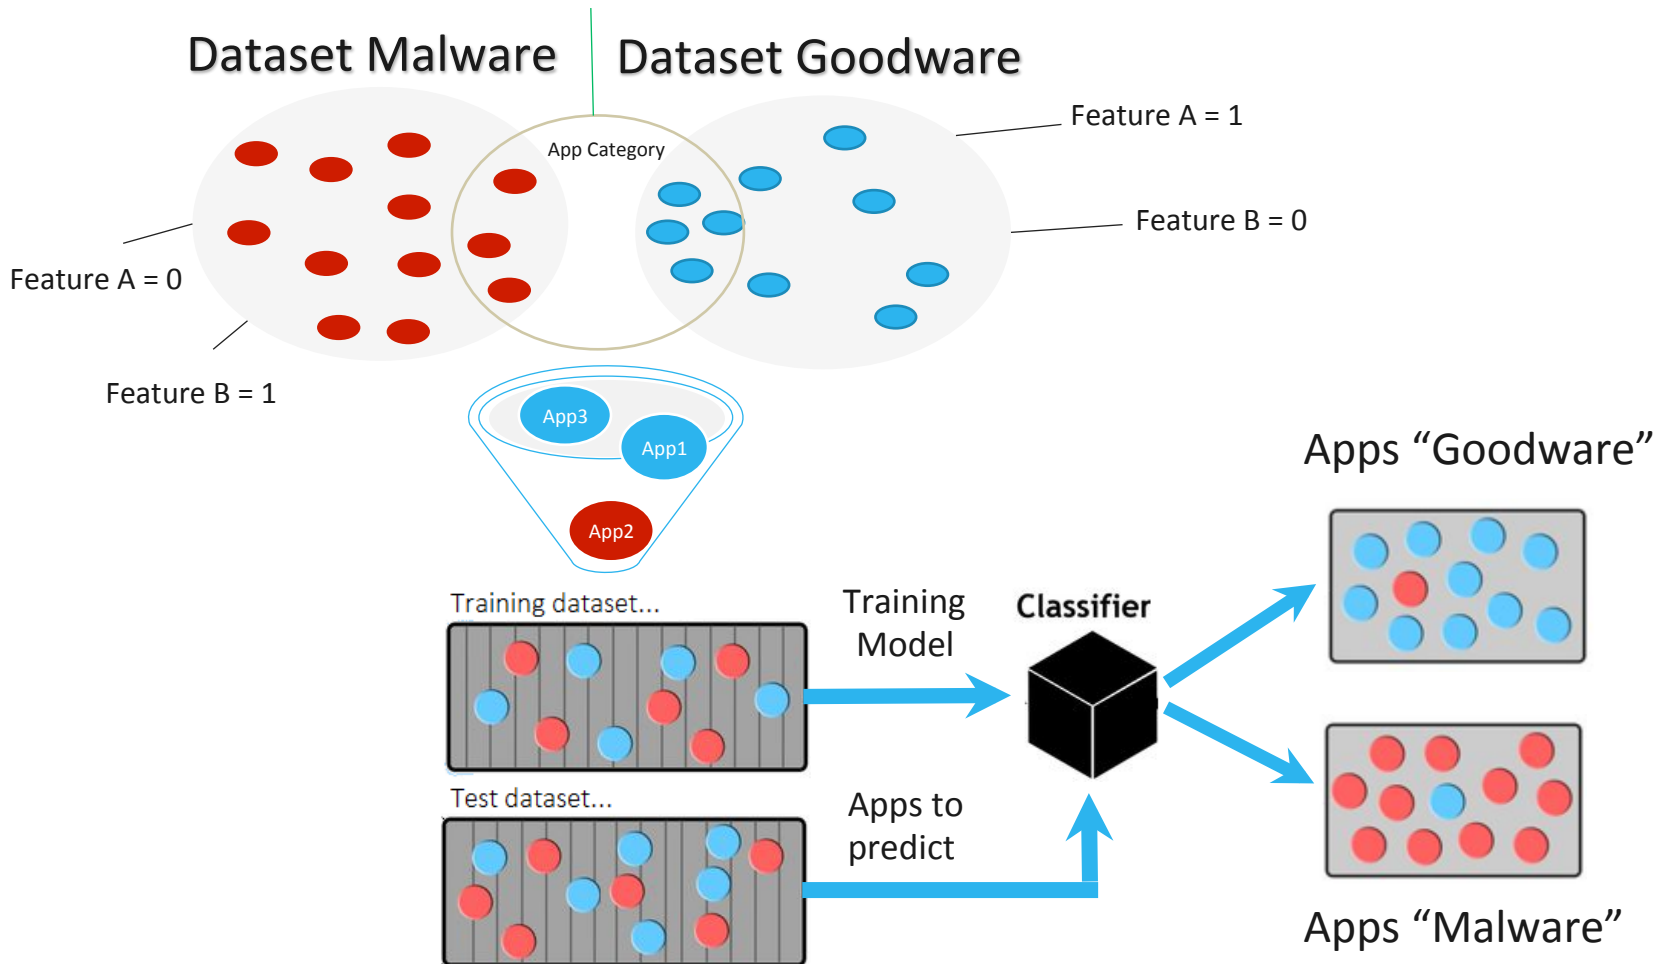 Dataset Malware
Dataset Goodware
Feature A = 1
App Category
Feature B = 0
Feature A = 0
Feature B = 1
App3
App1
App2
Apps “Goodware”
Training dataset...
Training
Model
Classifier
Test dataset...
Apps to
predict
Apps “Malware”